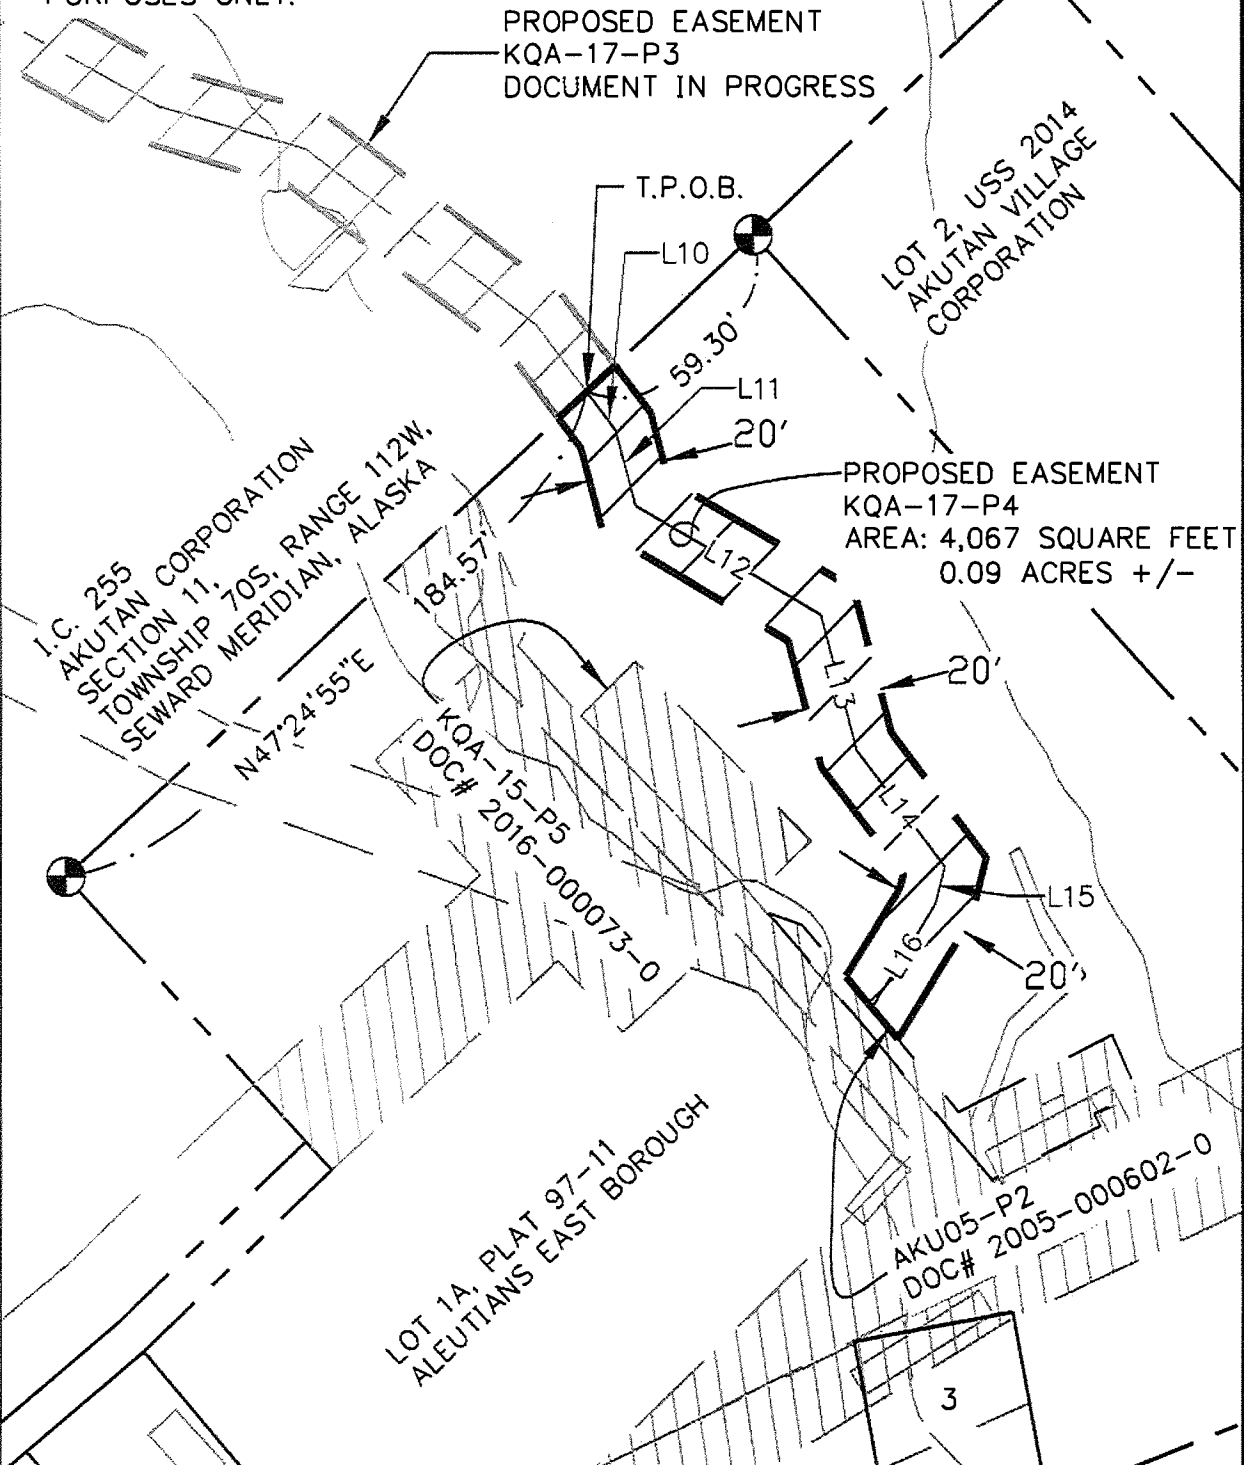 PURPOSES ONLY.
PROPOSED EASEMENT
KQA-17-P3
DOCUMENT IN PROGRESS
T.P.O.B.
L10
LOT 2, USS 2014
AKUTAN VILLAGE
CORPORATION
59.30'
L11
20'
PROPOSED EASEMENT
KQA-17-P4
AREA: 4,067 SQUARE FEET
0.09 ACRES +/-
L12
I.C. 255
AKUTAN CORPORATION
SECTION 11,
TOWNSHIP 70S, RANGE 112W,
SEWARD MERIDIAN, ALASKA
184.57'
N47°24'55"E
L13
20'
KQA-15-P5
DOC# 2016-000073-0
L14
L15
L16
20'
LOT 1A, PLAT 97-11
ALEUTIANS EAST BOROUGH
AKU05-P2
DOC# 2005-000602-0
3